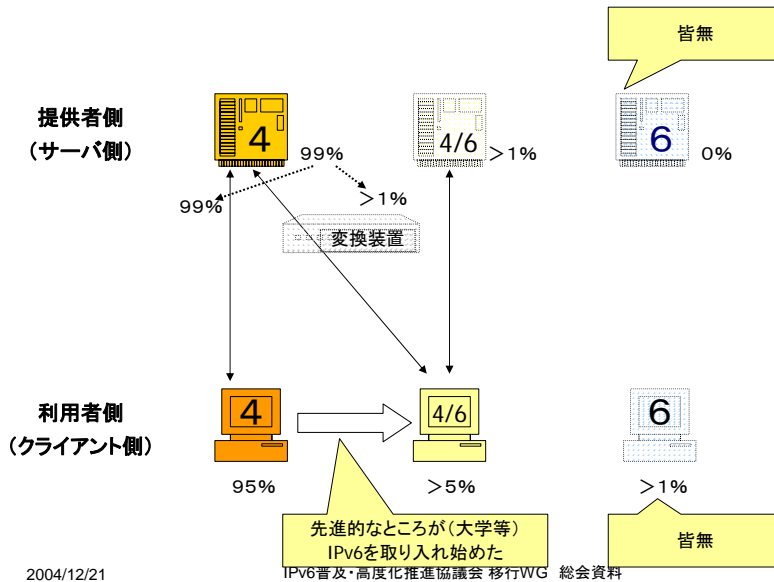 皆無
提供者側
(サーバ側)
4
99%
4/6
＞1%
6
0%
99%
＞1%
変換装置
利用者側
(クライアント側)
4
4/6
6
95%
＞5%
＞1%
先進的なところが(大学等)
IPv6を取り入れ始めた
皆無
2004/12/21
IPv6普及・高度化推進協議会 移行WG 総会資料